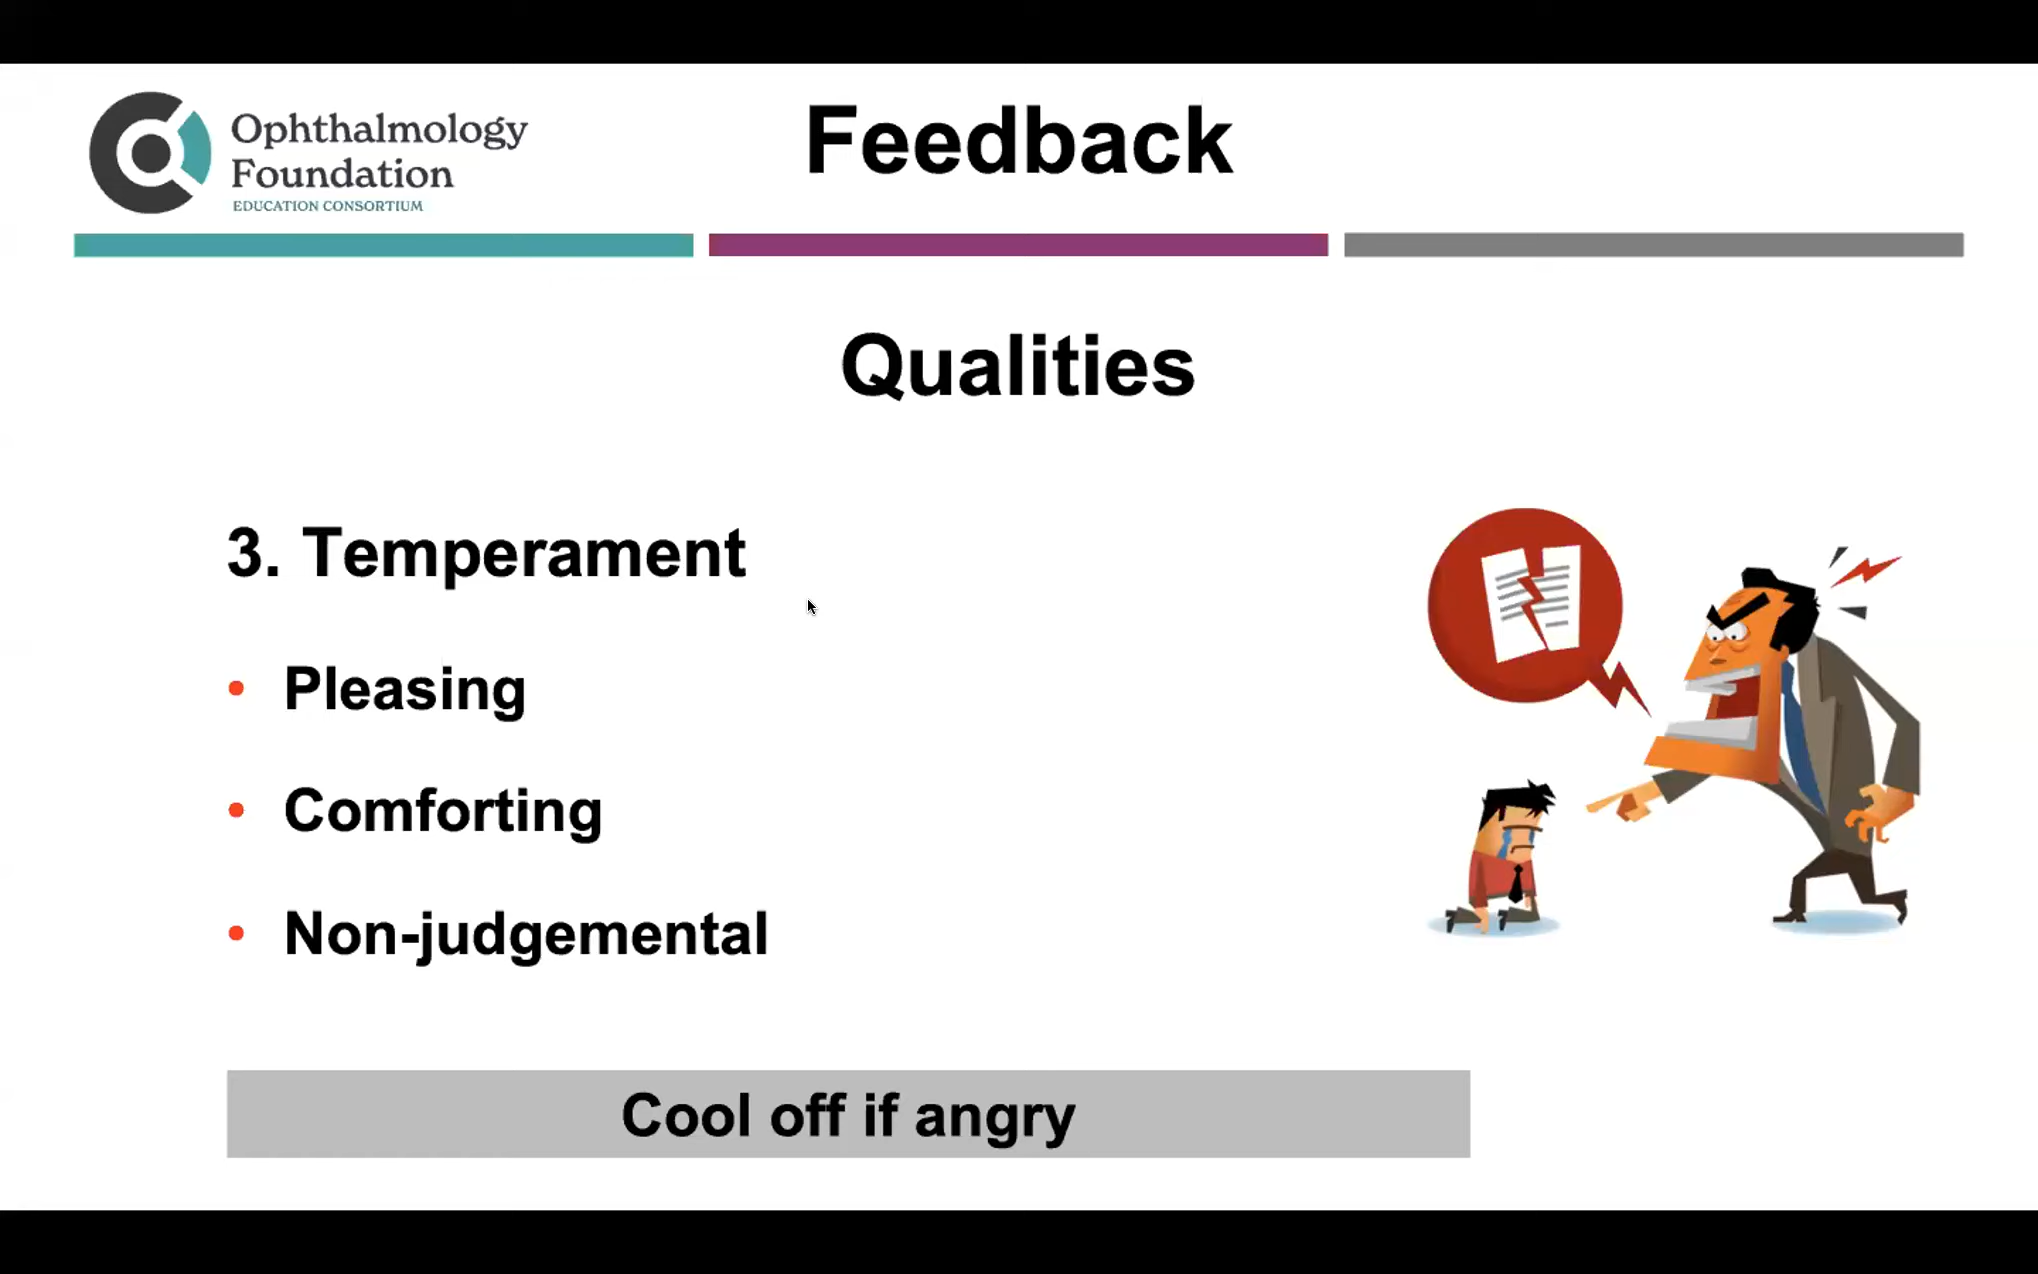 Ophthalmology
Foundation
EDUCATION CONSORTIUM
Feedback
Qualities
3. Temperament
• Pleasing
• Comforting
• Non-judgemental
Cool off if angry